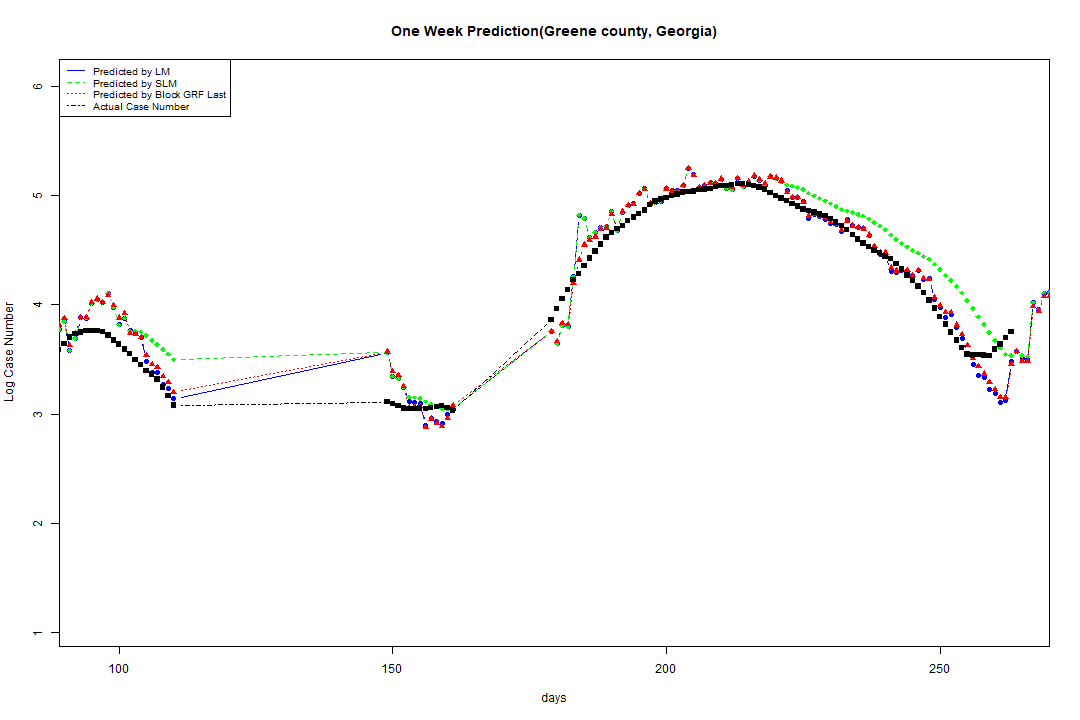 One Week Prediction(Greene county, Georgia)
Predicted by LM
Predicted by SLM
Predicted by Block GRF Last
Actual Case Number
6
5
4
3
2
1
Log Case Number
100 150 200 250
days